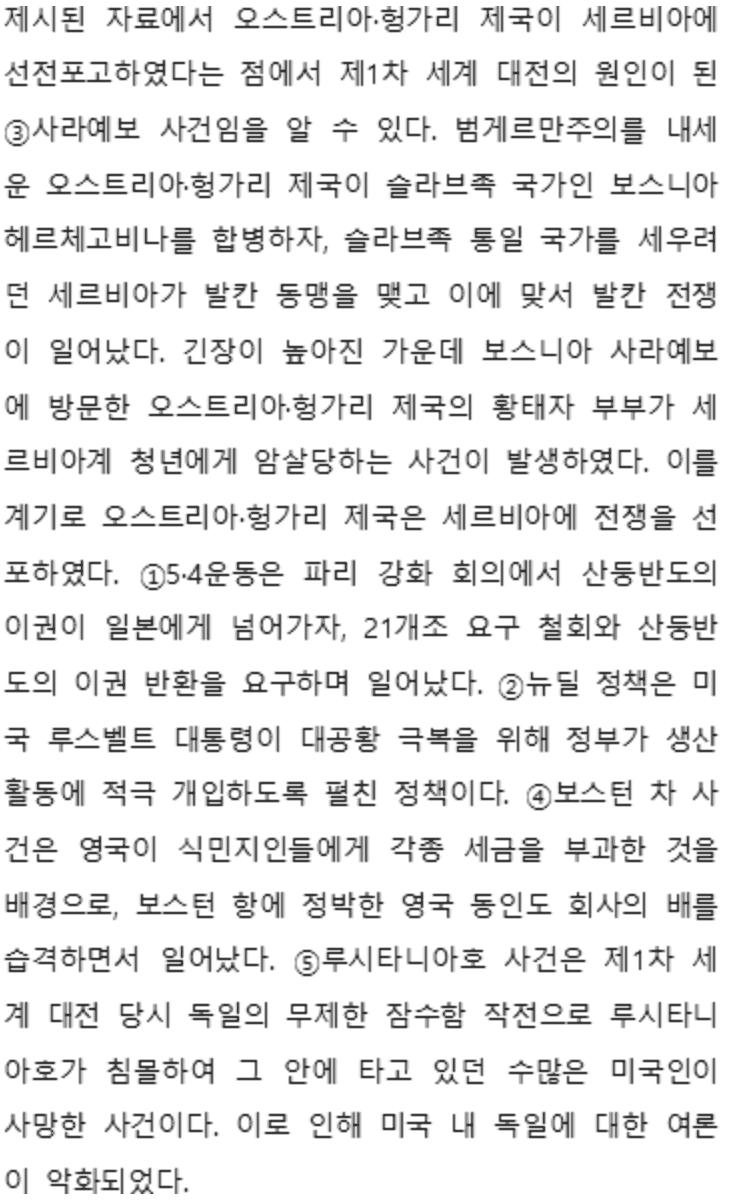 제시된 자료에서 오스트리아·헝가리 제국이 세르비아에
선전포고하였다는 점에서 제1차 세계 대전의 원인이 된
③사라예보 사건임을 알 수 있다. 범게르만주의를 내세
운 오스트리아·헝가리 제국이 슬라브족 국가인 보스니아
헤르체고비나를 합병하자, 슬라브족 통일 국가를 세우려
던 세르비아가 발칸 동맹을 맺고 이에 맞서 발칸 전쟁
이 일어났다. 긴장이 높아진 가운데 보스니아 사라예보
에 방문한 오스트리아·헝가리 제국의 황태자 부부가 세
르비아계 청년에게 암살당하는 사건이 발생하였다. 이를
계기로 오스트리아·헝가리 제국은 세르비아에 전쟁을 선
포하였다. ①5·4운동은 파리 강화 회의에서 산둥반도의
이권이 일본에게 넘어가자, 21개조 요구 철회와 산둥반
도의 이권 반환을 요구하며 일어났다. ②뉴딜 정책은 미
국 루스벨트 대통령이 대공황 극복을 위해 정부가 생산
활동에 적극 개입하도록 펼친 정책이다. ④보스턴 차 사
건은 영국이 식민지인들에게 각종 세금을 부과한 것을
배경으로, 보스턴 항에 정박한 영국 동인도 회사의 배를
습격하면서 일어났다. ⑤루시타니아호 사건은 제1차 세
계 대전 당시 독일의 무제한 잠수함 작전으로 루시타니
아호가 침몰하여 그 안에 타고 있던 수많은 미국인이
사망한 사건이다. 이로 인해 미국 내 독일에 대한 여론
이 악화되었다.